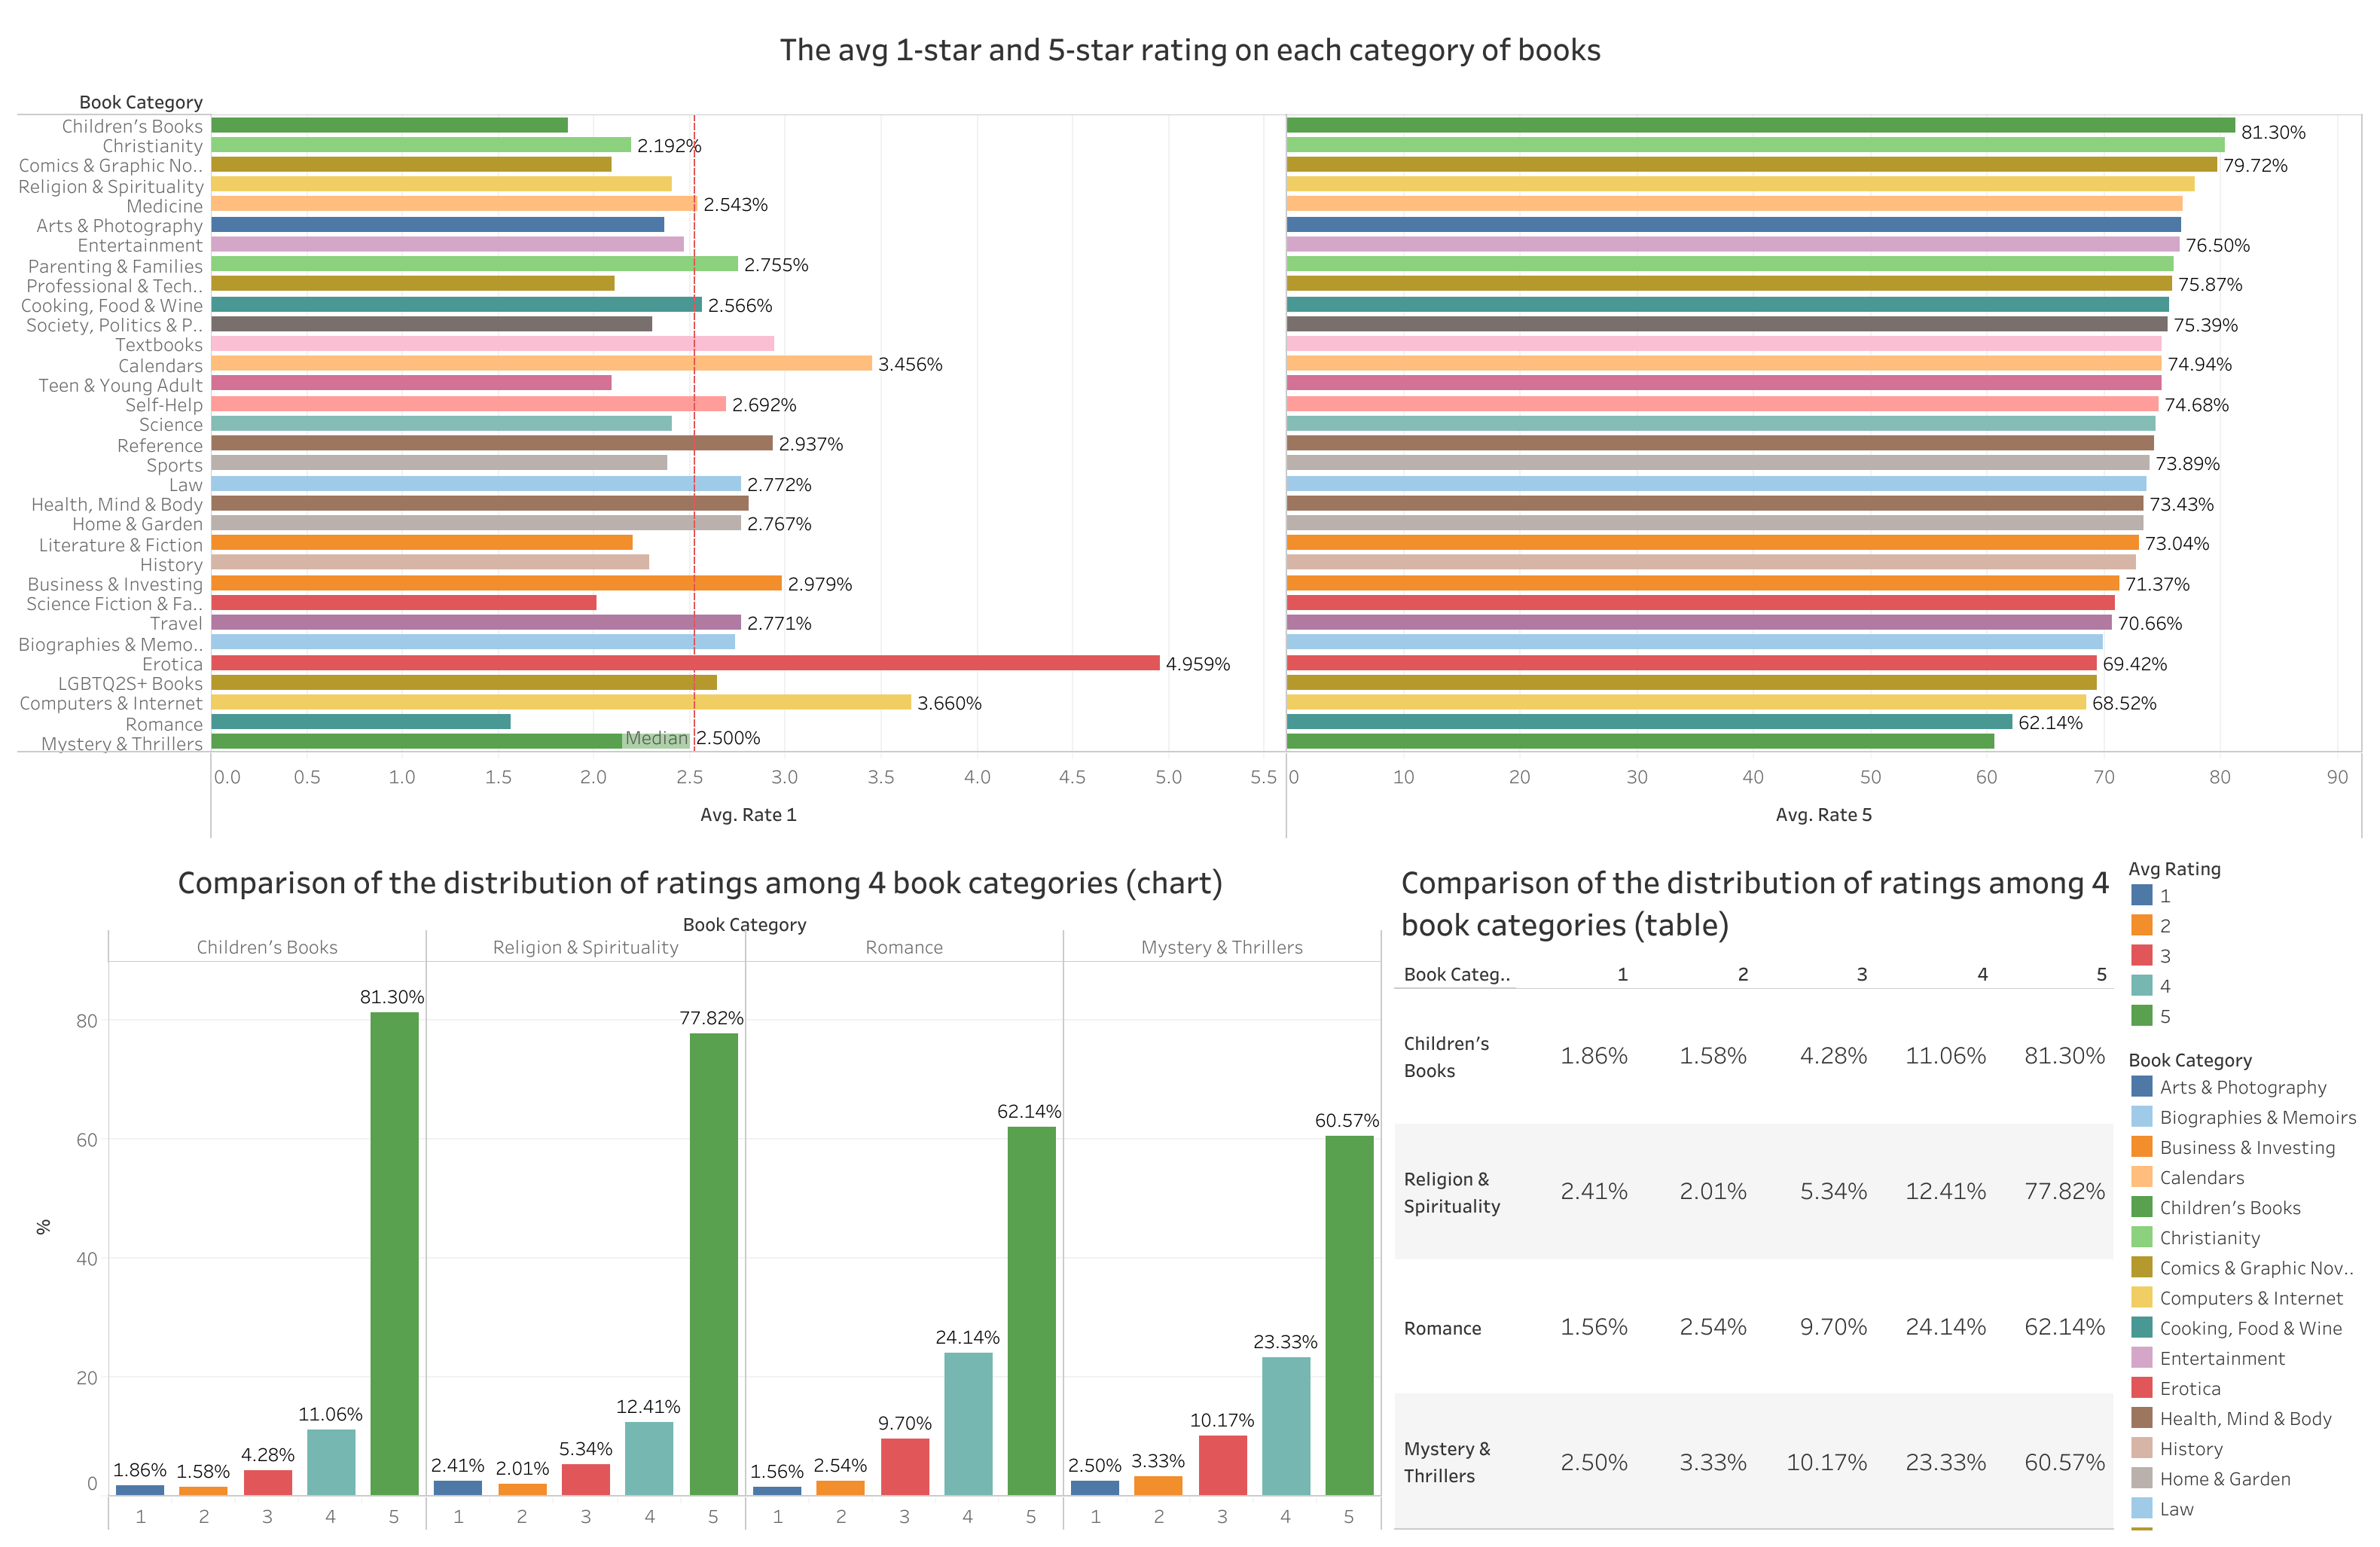 The avg 1-star and 5-star rating on each category of books
Book Category
Children's Books
81.30%
Christianity 2.192%
Comics & Graphic No.. 79.72%
Religion & Spirituality
Medicine 2.543%
Arts & Photography
Entertainment 76.50%
Parenting & Families 2.755%
Professional & Tech.. 75.87%
Cooking, Food & Wine 2.566%
Society, Politics & P.. 75.39%
Textbooks
Calendars 3.456% 74.94%
Teen & Young Adult
Self-Help 2.692% 74.68%
Science
Reference 2.937%
Sports 73.89%
Law 2.772%
Health, Mind & Body 73.43%
Home & Garden 2.767%
Literature & Fiction 73.04%
History
Business & Investing 2.979% 71.37%
Science Fiction & Fa..
Travel 2.771% 70.66%
Biographies & Memo..
Erotica 4.959% 69.42%
LGBTQ2S+ Books
Computers & Internet 3.660% 68.52%
Romance 62.14%
Mystery & Thrillers Median 2.500%
0.0 0.5 1.0 1.5 2.0 2.5 3.0 3.5 4.0 4.5 5.0 5.5 0 10 20 30 40 50 60 70 80 90
Avg. Rate 1 Avg. Rate 5
Comparison of the distribution of ratings among 4 book categories (chart)
Book Category
Children's Books Religion & Spirituality Romance Mystery & Thrillers
%
80
60
40
20
0
1.86% 1.58% 4.28% 11.06% 81.30%
2.41% 2.01% 5.34% 12.41% 77.82%
1.56% 2.54% 9.70% 24.14% 62.14%
2.50% 3.33% 10.17% 23.33% 60.57%
1 2 3 4 5 1 2 3 4 5 1 2 3 4 5 1 2 3 4 5
Comparison of the distribution of ratings among 4
book categories (table)
Book Categ.. 1 2 3 4 5
Children's
Books
1.86% 1.58% 4.28% 11.06% 81.30%
Religion &
Spirituality
2.41% 2.01% 5.34% 12.41% 77.82%
Romance 1.56% 2.54% 9.70% 24.14% 62.14%
Mystery &
Thrillers
2.50% 3.33% 10.17% 23.33% 60.57%
Avg Rating
1
2
3
4
5
Book Category
Arts & Photography
Biographies & Memoirs
Business & Investing
Calendars
Children's Books
Christianity
Comics & Graphic Nov..
Computers & Internet
Cooking, Food & Wine
Entertainment
Erotica
Health, Mind & Body
History
Home & Garden
Law